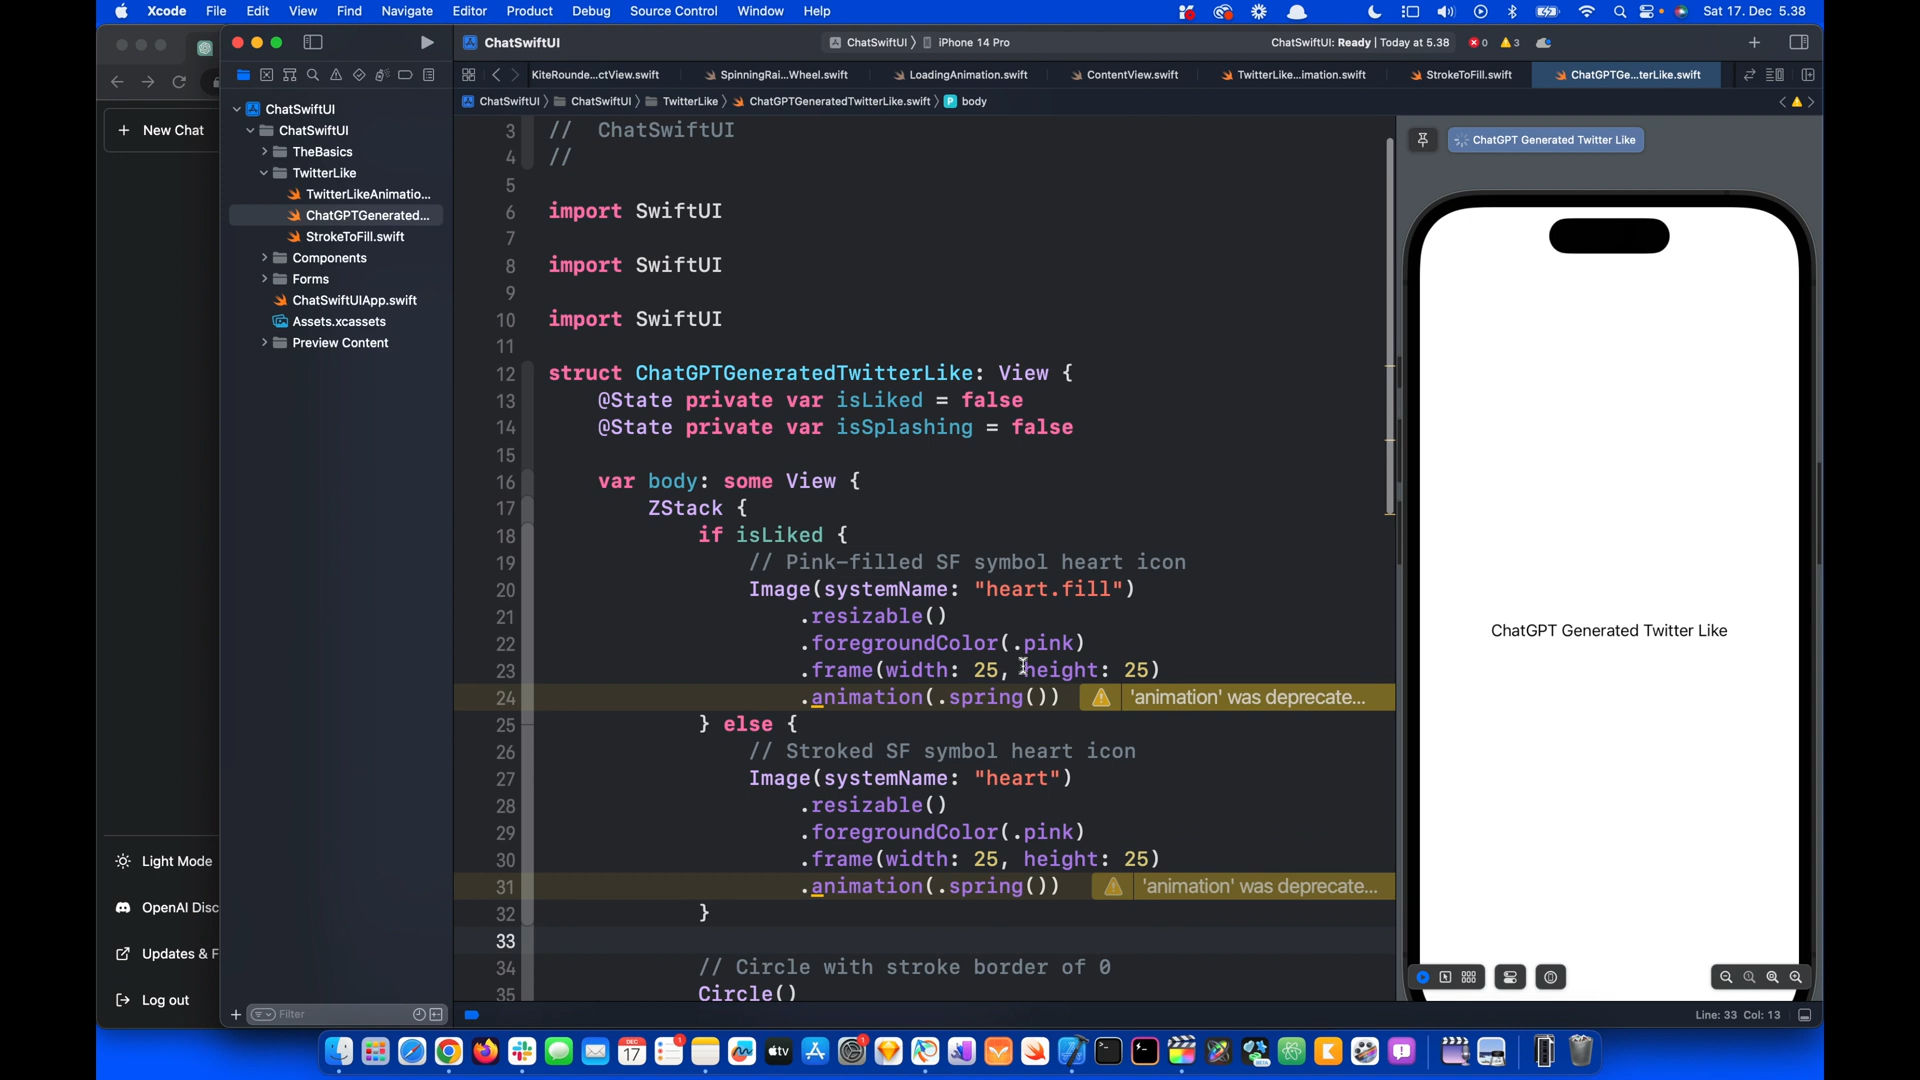 Xcode File Edit View Find Navigate Editor Product Debug Source Control Window Help
Sat 17. Dec 5.38
ChatSwiftUI
ChatSwiftUI iPhone 14 Pro
ChatSwiftUI: Ready | Today at 5.38
0 3
KiteRounde...ctView.swift
SpinningRai...Wheel.swift
LoadingAnimation.swift
ContentView.swift
TwitterLike...imation.swift
StrokeToFill.swift
ChatGPTGe...terLike.swift
ChatSwiftUI ChatSwiftUI TwitterLike ChatGPTGeneratedTwitterLike.swift P body
New Chat
Light Mode
OpenAI Disc
Updates & F
Log out
ChatSwiftUI
ChatSwiftUI
TheBasics
TwitterLike
TwitterLikeAnimatio...
ChatGPTGenerated...
StrokeToFill.swift
Components
Forms
ChatSwiftUIApp.swift
Assets.xcassets
Preview Content
Filter
3 // ChatSwiftUI
4 //
5
6 import SwiftUI
7
8 import SwiftUI
9
10 import SwiftUI
11
12 struct ChatGPTGeneratedTwitterLike: View {
13 @State private var isLiked = false
14 @State private var isSplashing = false
15
16 var body: some View {
17 ZStack {
18 if isLiked {
19 // Pink-filled SF symbol heart icon
20 Image(systemName: "heart.fill")
21 .resizable()
22 .foregroundColor(.pink)
23 .frame(width: 25, height: 25)
24 .animation(.spring()) 'animation' was deprecate...
25 } else {
26 // Stroked SF symbol heart icon
27 Image(systemName: "heart")
28 .resizable()
29 .foregroundColor(.pink)
30 .frame(width: 25, height: 25)
31 .animation(.spring()) 'animation' was deprecate...
32 }
33
34 // Circle with stroke border of 0
35 Circle()
ChatGPT Generated Twitter Like
ChatGPT Generated Twitter Like
Line: 33 Col: 13
DEC
17
1
tv
1
BETA